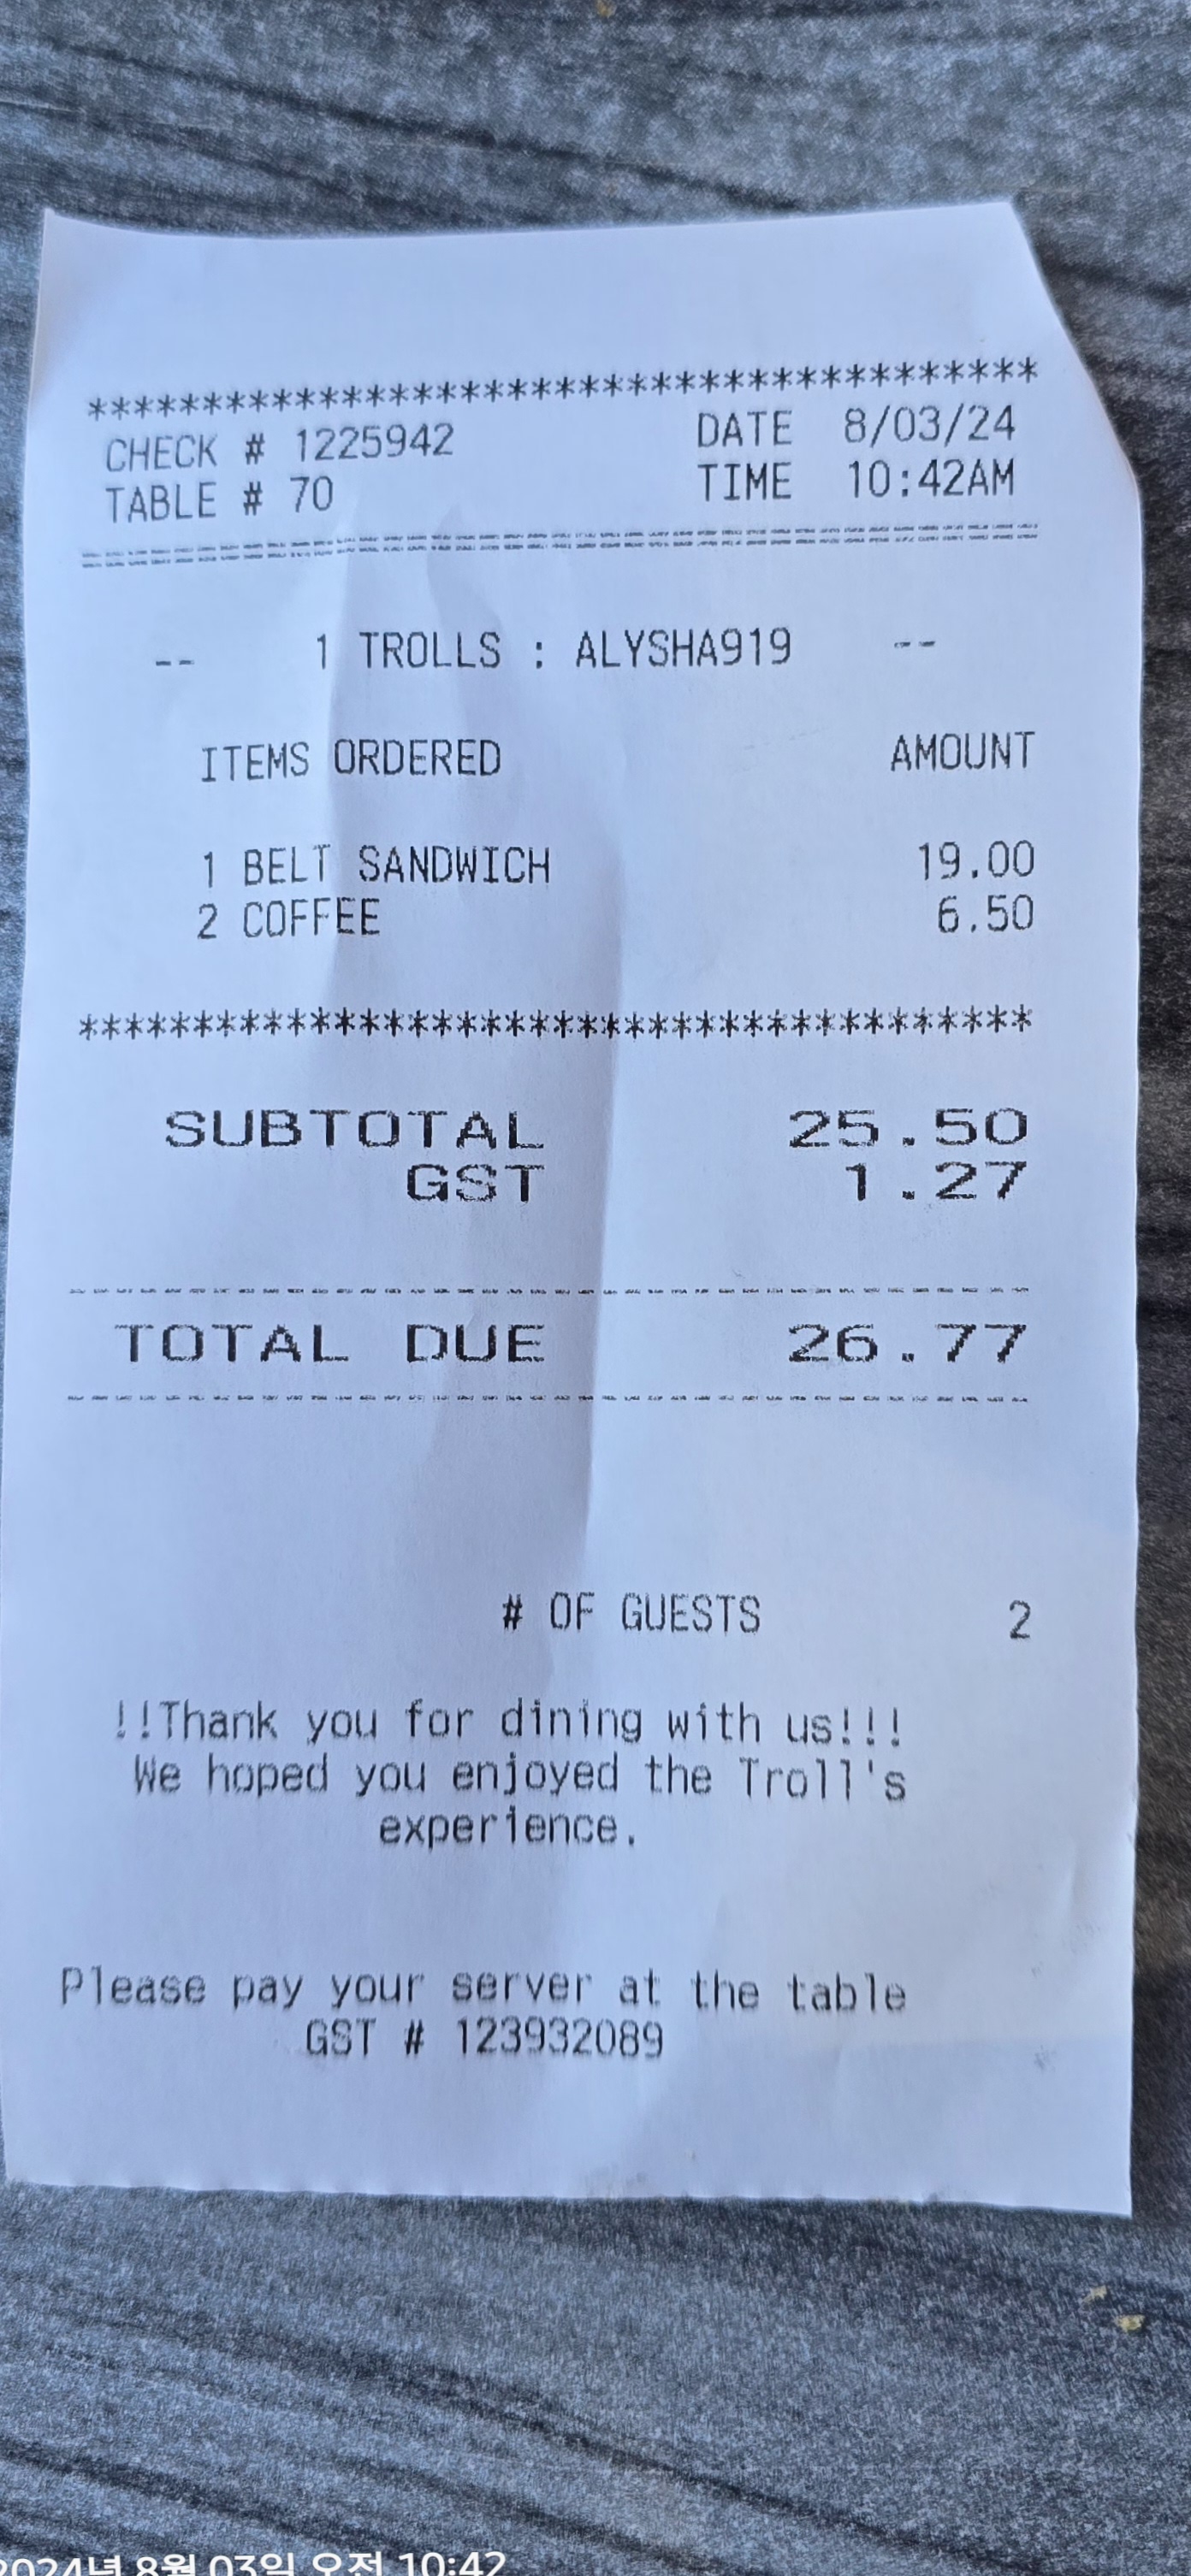 ****************************************
CHECK # 1225942 DATE 8/03/24
TABLE # 70 TIME 10:42AM
========================================
-- 1 TROLLS : ALYSHA919 --
ITEMS ORDERED AMOUNT
1 BELT SANDWICH 19.00
2 COFFEE 6.50
****************************************
SUBTOTAL 25.50
GST 1.27
----------------------------------------
TOTAL DUE 26.77
----------------------------------------
# OF GUESTS 2
!!Thank you for dining with us!!!
We hoped you enjoyed the Troll's
experience.
Please pay your server at the table
GST # 123932089
2024년 8월 03일 오전 10:42